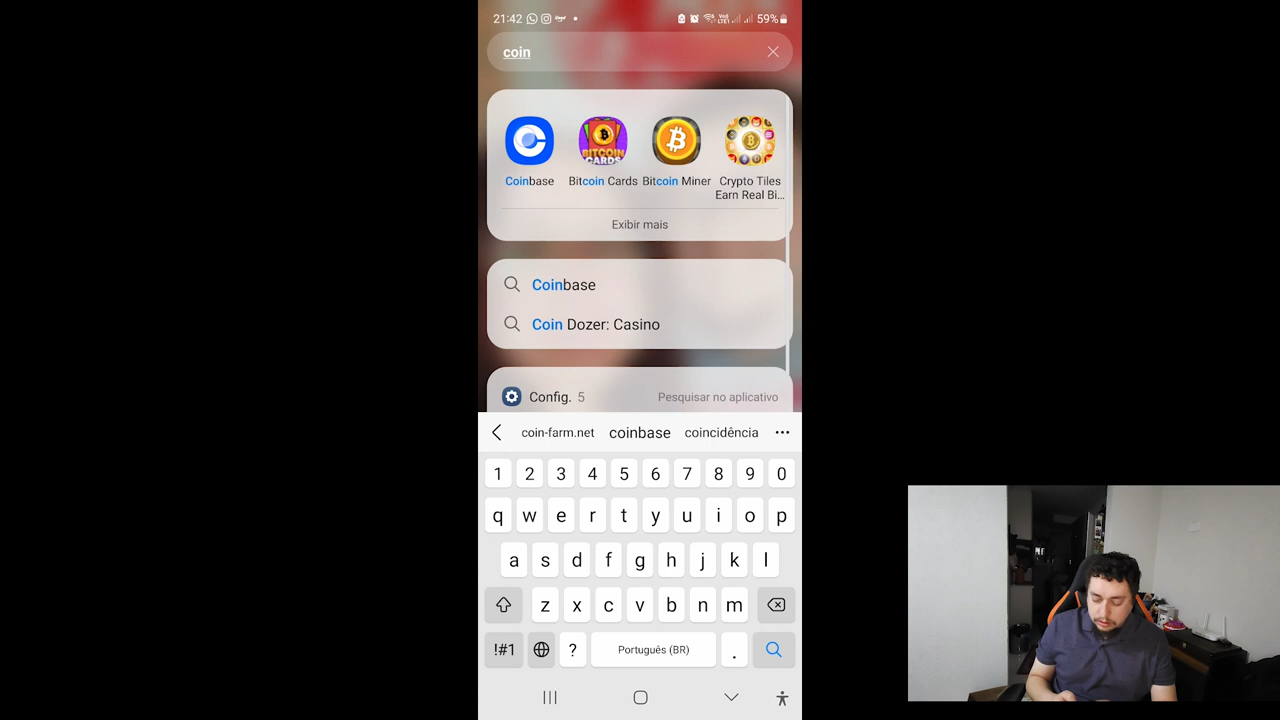 21:42 59%
coin
BITCOIN
CARDS
Coinbase Bitcoin Cards Bitcoin Miner Crypto Tiles
Earn Real Bi...
Exibir mais
Coinbase
Coin Dozer: Casino
Config. 5 Pesquisar no aplicativo
coin-farm.net coinbase coincidência
1 2 3 4 5 6 7 8 9 0
q w e r t y u i o p
a s d f g h j k l
z x c v b n m
!#1 ? Português (BR) .